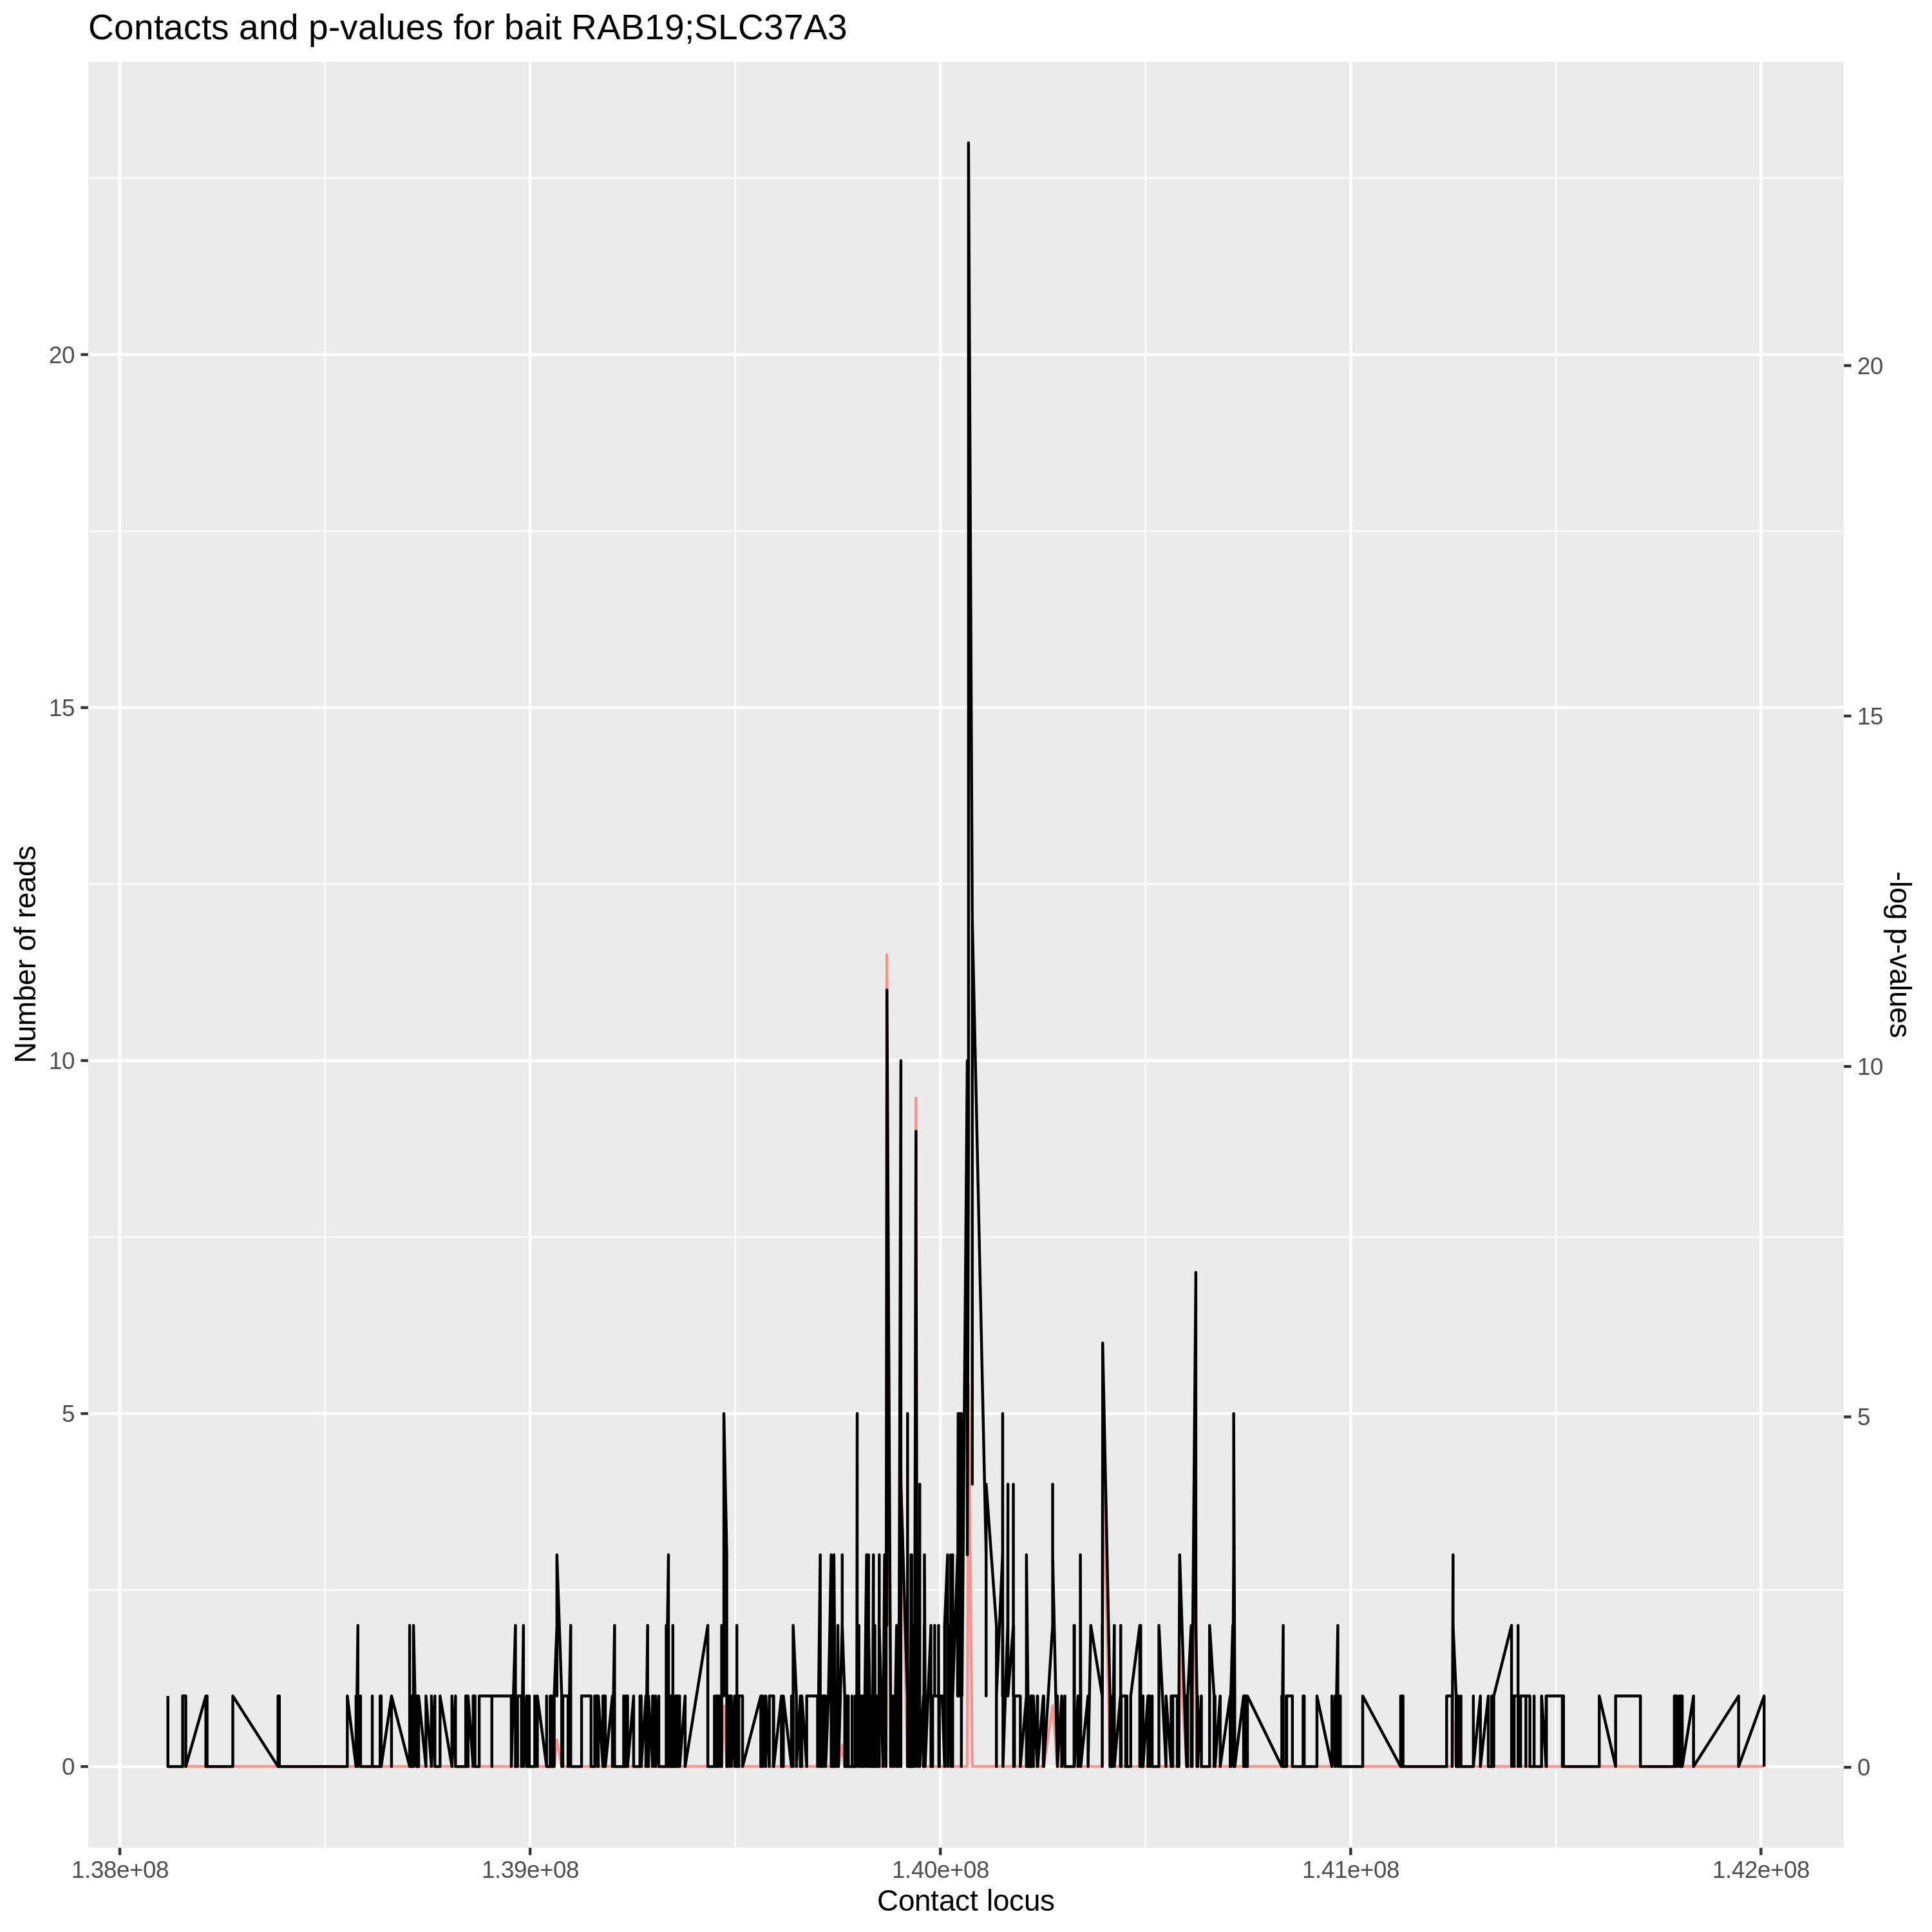 Contacts and p-values for bait RAB19;SLC37A3
20
15
10
5
0
Number of reads
20
15
10
5
0
-log p-values
1.38e+08
1.39e+08
1.40e+08
1.41e+08
1.42e+08
Contact locus